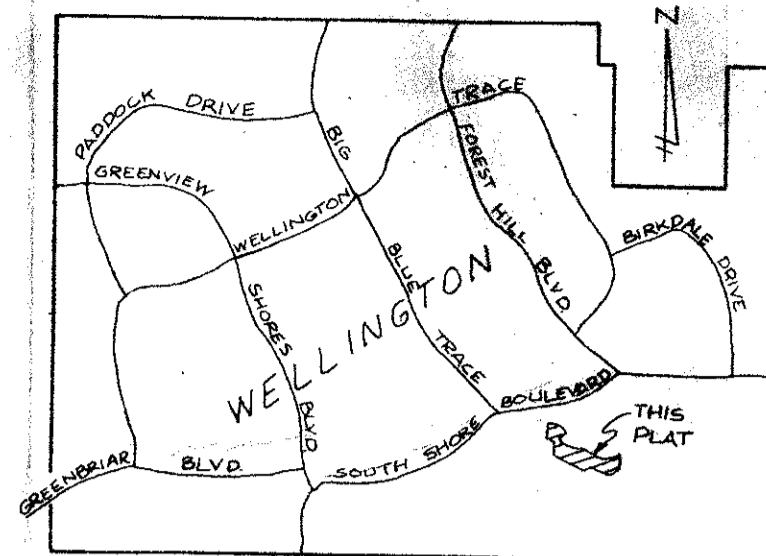 PADDOCK
DRIVE
GREENVIEW
SHORES
BLVD.
WELLINGTON
TRACE
BIG
BLUE
TRACE
FOREST
HILL
BLVD.
BIRKDALE
DRIVE
WELLINGTON
GREENBRIAR
BLVD.
SOUTH SHORE
BOULEVARD
THIS
PLAT
N